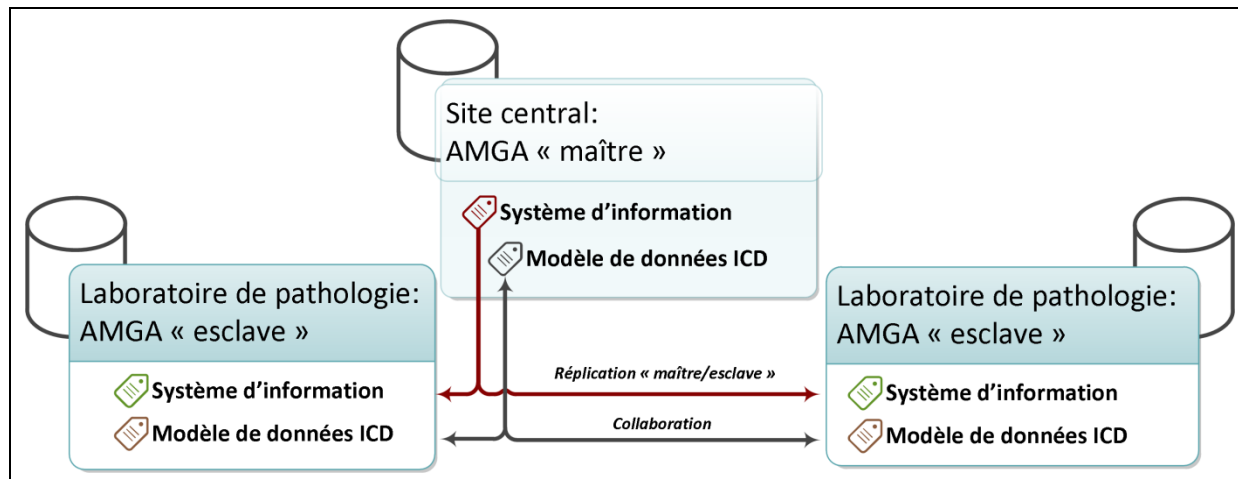 Site central:
AMGA « maître »
Système d’information
Modèle de données ICD
Laboratoire de pathologie:
AMGA « esclave »
Système d’information
Modèle de données ICD
Réplication « maître/esclave »
Collaboration
Laboratoire de pathologie:
AMGA « esclave »
Système d’information
Modèle de données ICD